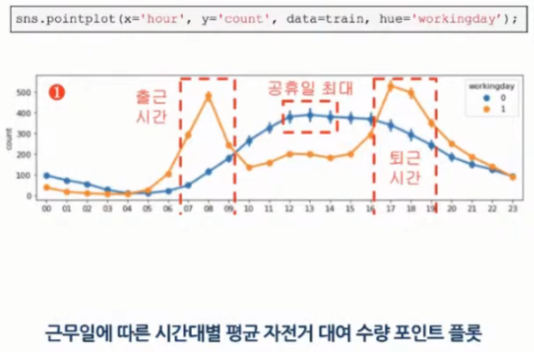 sns.pointplot(x='hour', y='count', data=train, hue='workingday');
1
출근
시간
공휴일 최대
workingday
0
1
퇴근
시간
count
500
400
300
200
100
0
00 01 02 03 04 05 06 07 08 09 10 11 12 13 14 15 16 17 18 19 20 21 22 23
근무일에 따른 시간대별 평균 자전거 대여 수량 포인트 플롯